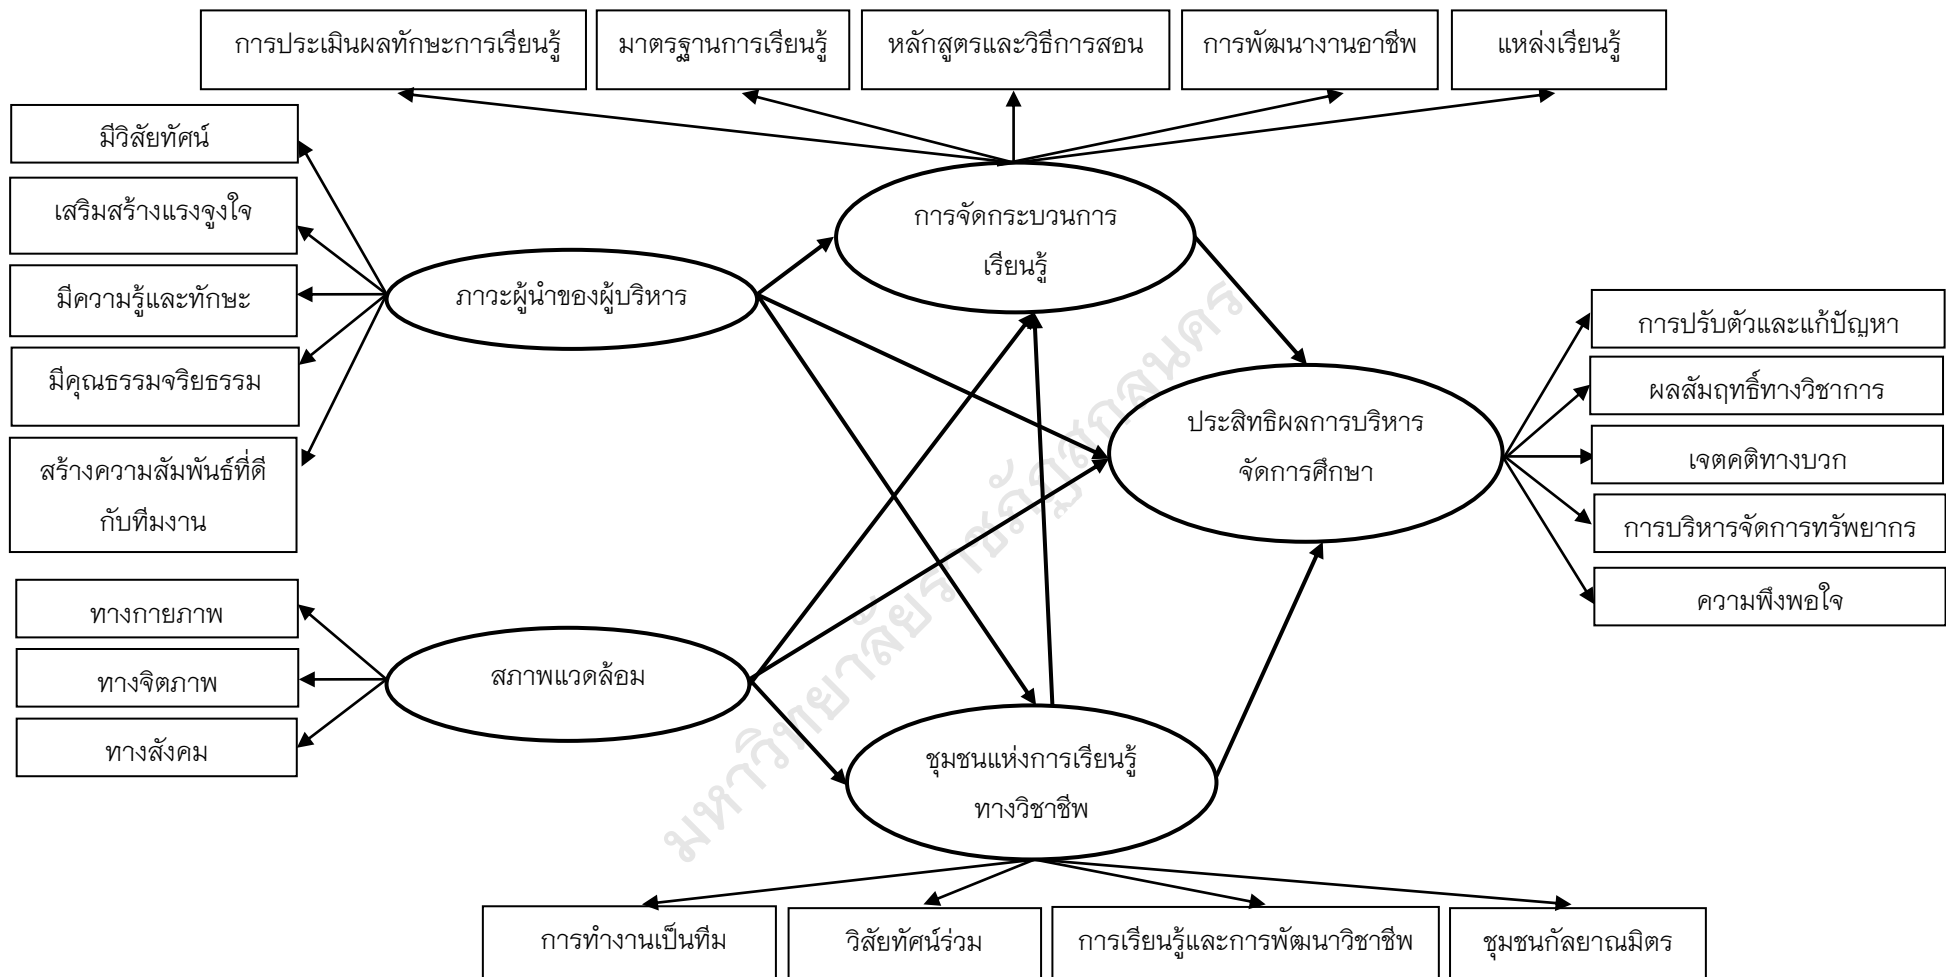 การประเมินผลทักษะการเรียนรู้
มาตรฐานการเรียนรู้
หลักสูตรและวิธีการสอน
การพัฒนางานอาชีพ
แหล่งเรียนรู้
มีวิสัยทัศน์
เสริมสร้างแรงจูงใจ
มีความรู้และทักษะ
มีคุณธรรมจริยธรรม
สร้างความสัมพันธ์ที่ดี
กับทีมงาน
ภาวะผู้นำของผู้บริหาร
การจัดกระบวนการ
เรียนรู้
ประสิทธิผลการบริหาร
จัดการศึกษา
การปรับตัวและแก้ปัญหา
ผลสัมฤทธิ์ทางวิชาการ
เจตคติทางบวก
การบริหารจัดการทรัพยากร
ความพึงพอใจ
ทางกายภาพ
ทางจิตภาพ
ทางสังคม
สภาพแวดล้อม
ชุมชนแห่งการเรียนรู้
ทางวิชาชีพ
การทำงานเป็นทีม
วิสัยทัศน์ร่วม
การเรียนรู้และการพัฒนาวิชาชีพ
ชุมชนกัลยาณมิตร
มหาวิทยาลัยราชภัฏสกลนคร